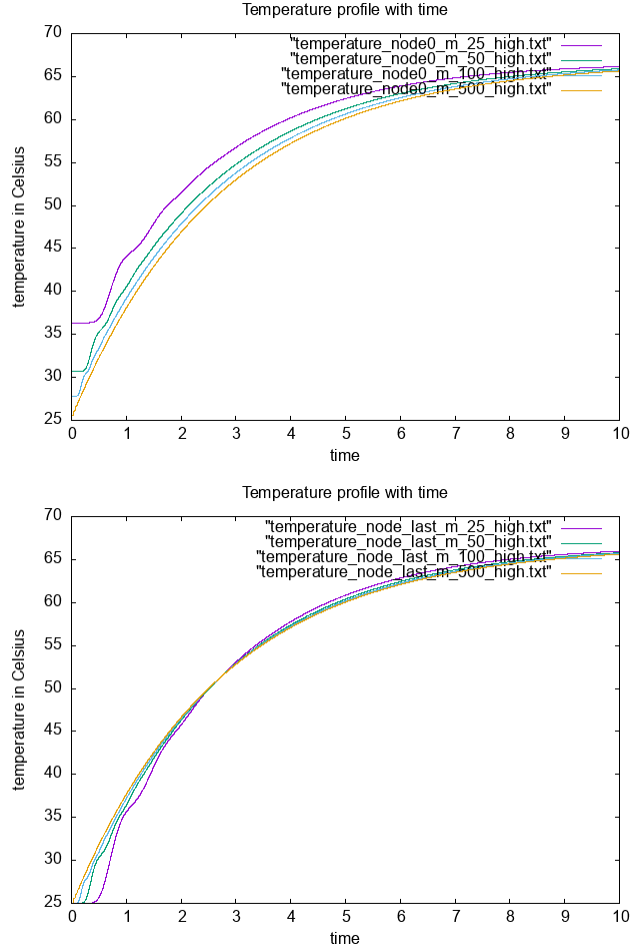 Temperature profile with time
"temperature_node0_m_25_high.txt"
"temperature_node0_m_50_high.txt"
"temperature_node0_m_100_high.txt"
"temperature_node0_m_500_high.txt"
70
65
60
55
50
45
40
35
30
25
temperature in Celsius
0 1 2 3 4 5 6 7 8 9 10
time
Temperature profile with time
"temperature_node_last_m_25_high.txt"
"temperature_node_last_m_50_high.txt"
"temperature_node_last_m_100_high.txt"
"temperature_node_last_m_500_high.txt"
70
65
60
55
50
45
40
35
30
25
temperature in Celsius
0 1 2 3 4 5 6 7 8 9 10
time